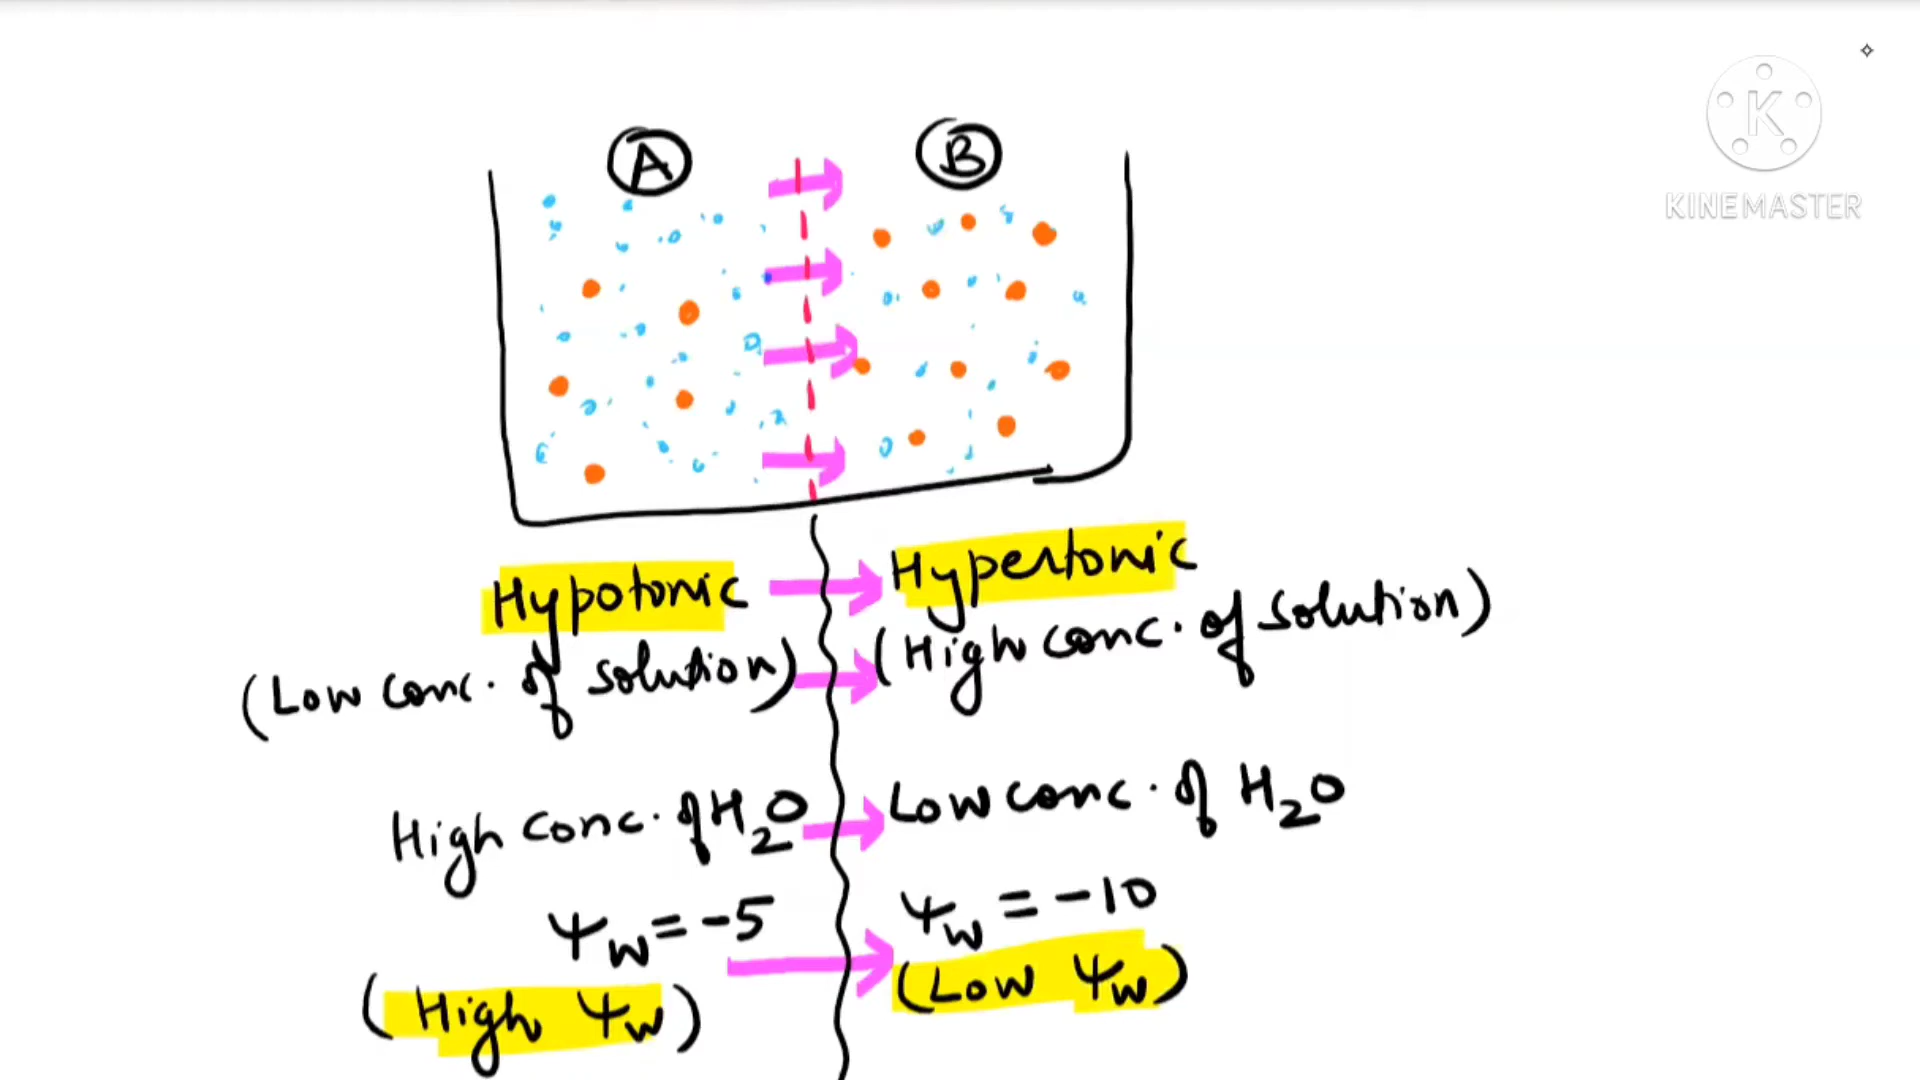 A
B
K
KINEMASTER
Hypotonic
(Low conc. of solution)
High conc. of H2O
Ψw = -5
(High Ψw)
Hypertonic
(High conc. of solution)
Low conc. of H2O
Ψw = -10
(Low Ψw)